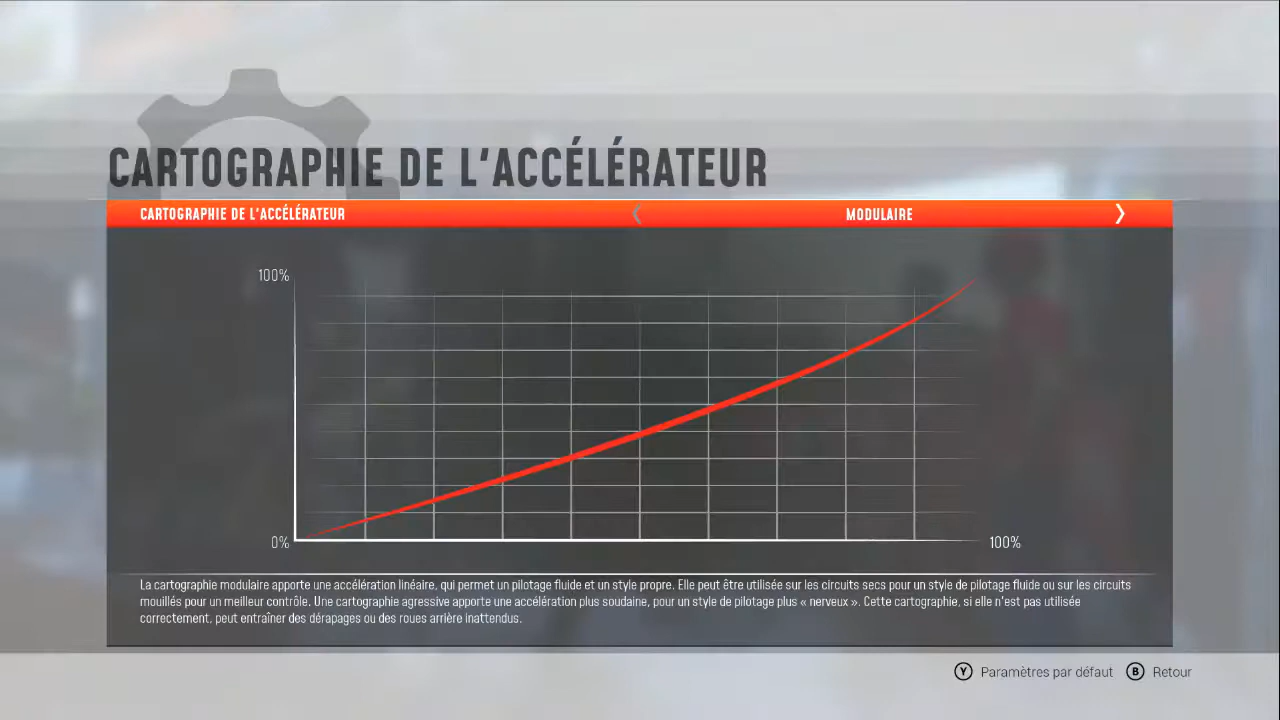 CARTOGRAPHIE DE L'ACCÉLÉRATEUR
CARTOGRAPHIE DE L'ACCÉLÉRATEUR MODULAIRE
100%
0%
100%
La cartographie modulaire apporte une accélération linéaire, qui permet un pilotage fluide et un style propre. Elle peut être utilisée sur les circuits secs pour un style de pilotage fluide ou sur les circuits
mouillés pour un meilleur contrôle. Une cartographie agressive apporte une accélération plus soudaine, pour un style de pilotage plus « nerveux ». Cette cartographie, si elle n'est pas utilisée
correctement, peut entraîner des dérapages ou des roues arrière inattendus.
Y Paramètres par défaut B Retour